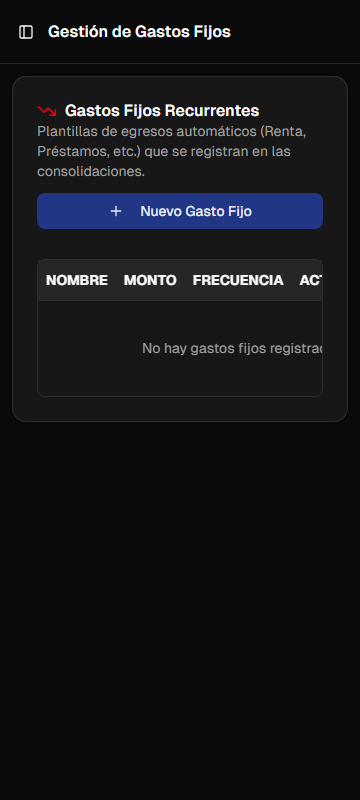 Gestión de Gastos Fijos
Gastos Fijos Recurrentes
Plantillas de egresos automáticos (Renta,
Préstamos, etc.) que se registran en las
consolidaciones.
Nuevo Gasto Fijo
NOMBRE MONTO FRECUENCIA
No hay gastos fijos